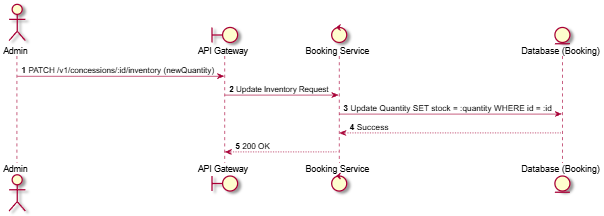 Admin API Gateway Booking Service Database (Booking)
1 PATCH /v1/concessions/:id/inventory (newQuantity)
2 Update Inventory Request
3 Update Quantity SET stock = :quantity WHERE id = :id
4 Success
5 200 OK
Admin API Gateway Booking Service Database (Booking)